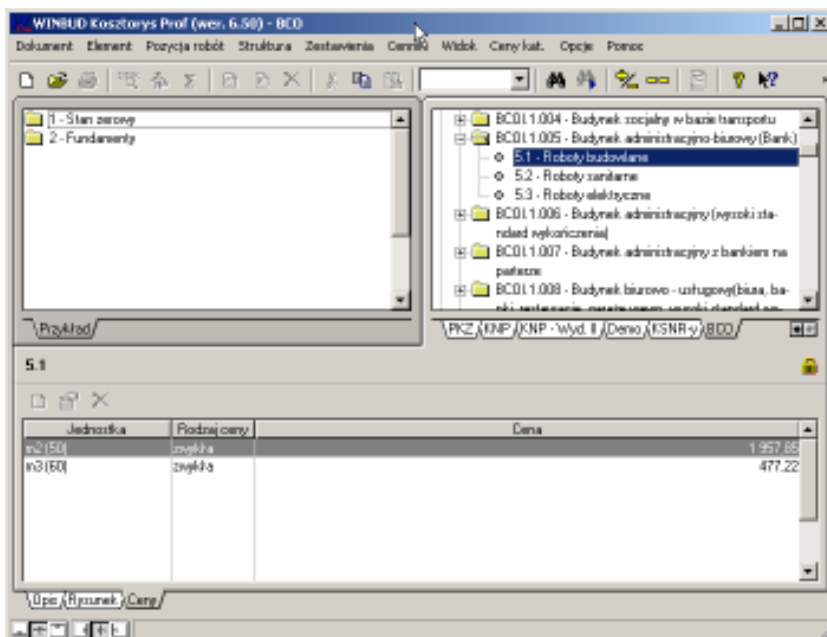 WINBUD Kosztorys Prof (wer. 6.50) - BCO
Dokument Element Pozycja robót Struktura Zestawienia Cenniki Widok Ceny kat. Opcje Pomoc
1 - Stan zerowy
2 - Fundamenty
Przykład
BCOI.1.004 - Budynek socjalny w bazie transportu
BCOI.1.005 - Budynek administracyjno-biurowy (Bank)
5.1 - Roboty budowlane
5.2 - Roboty sanitarne
5.3 - Roboty elektryczne
BCOI.1.006 - Budynek administracyjny (wysoki sta-
ndard wykończenia)
BCOI.1.007 - Budynek administracyjny z bankiem na
parterze
BCOI.1.008 - Budynek biurowo - usługowy(biura, ba-
PKZ KNP KNP - Wyd. II Demo KSNR-y BCO
5.1
Jednostka Rodzaj ceny Cena
m2 (50) zwykła 1 957,85
m3 (60) zwykła 477,22
Opis Rysunek Ceny